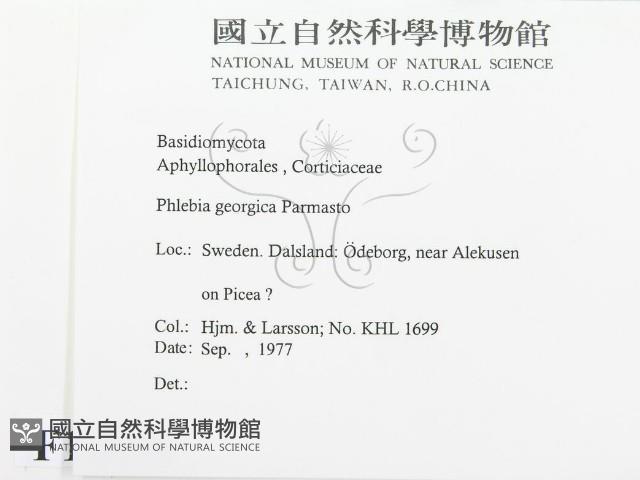 國立自然科學博物館
NATIONAL MUSEUM OF NATURAL SCIENCE
TAICHUNG, TAIWAN, R.O.CHINA
Basidiomycota
Aphyllophorales , Corticiaceae
Phlebia georgica Parmasto
Loc.: Sweden. Dalsland: Ödeborg, near Alekusen
on Picea ?
Col.: Hjm. & Larsson; No. KHL 1699
Date: Sep. , 1977
Det.:
國立自然科學博物館
NATIONAL MUSEUM OF NATURAL SCIENCE